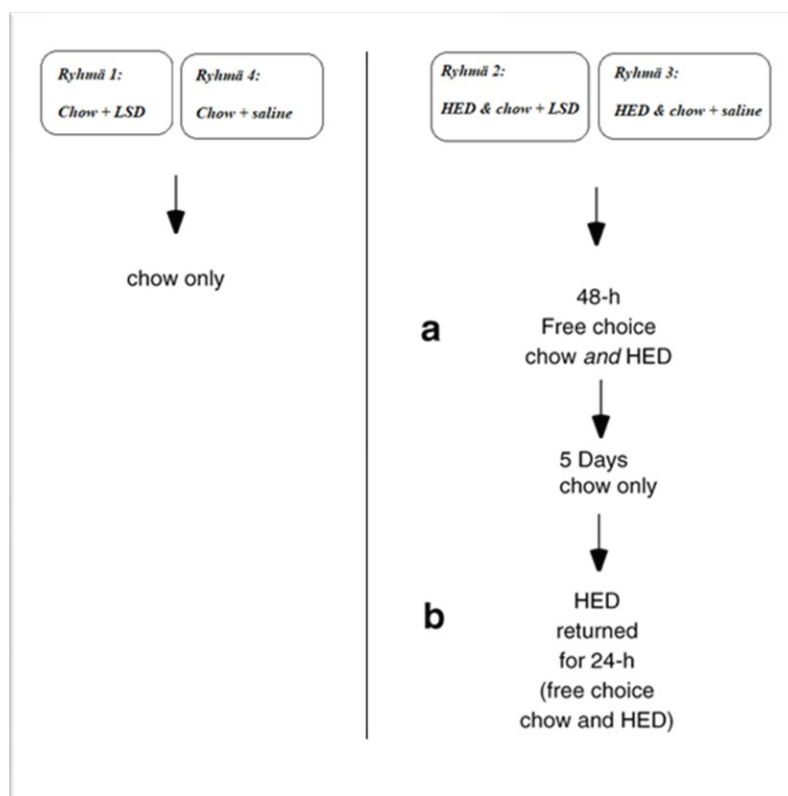 Ryhmä 1:
Chow + LSD
Ryhmä 4:
Chow + saline
chow only
Ryhmä 2:
HED & chow + LSD
Ryhmä 3:
HED & chow + saline
a
48-h
Free choice
chow and HED
5 Days
chow only
b
HED
returned
for 24-h
(free choice
chow and HED)